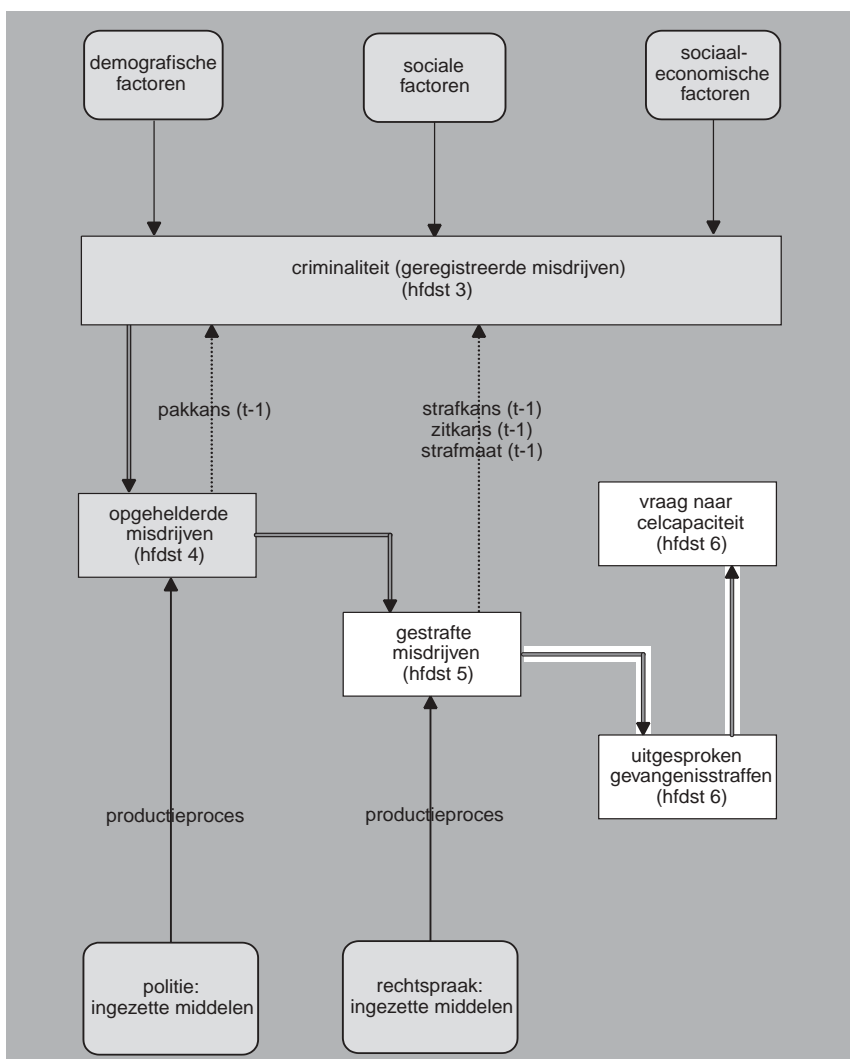 demografische
factoren
sociale
factoren
sociaal-
economische
factoren
criminaliteit (geregistreerde misdrijven)
(hfdst 3)
pakkans (t-1)
strafkans (t-1)
zitkans (t-1)
strafmaat (t-1)
opgehelderde
misdrijven
(hfdst 4)
vraag naar
celcapaciteit
(hfdst 6)
gestrafte
misdrijven
(hfdst 5)
uitgesproken
gevangenisstraffen
(hfdst 6)
productieproces
productieproces
politie:
ingezette middelen
rechtspraak:
ingezette middelen